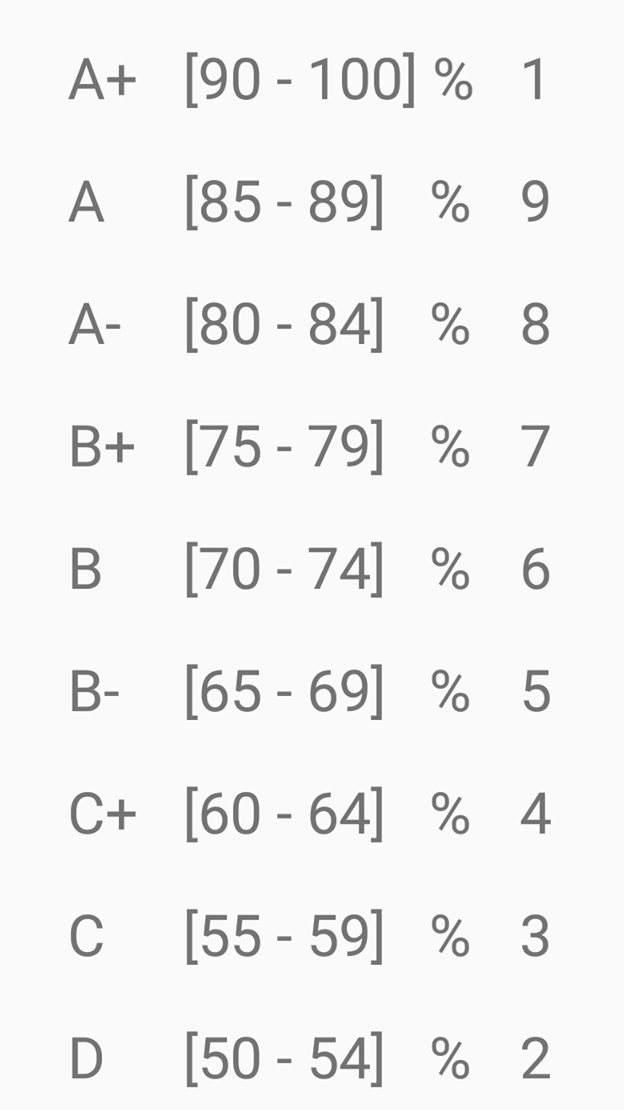 A+ [90 - 100] % 1
A [85 - 89] % 9
A- [80 - 84] % 8
B+ [75 - 79] % 7
B [70 - 74] % 6
B- [65 - 69] % 5
C+ [60 - 64] % 4
C [55 - 59] % 3
D [50 - 54] % 2